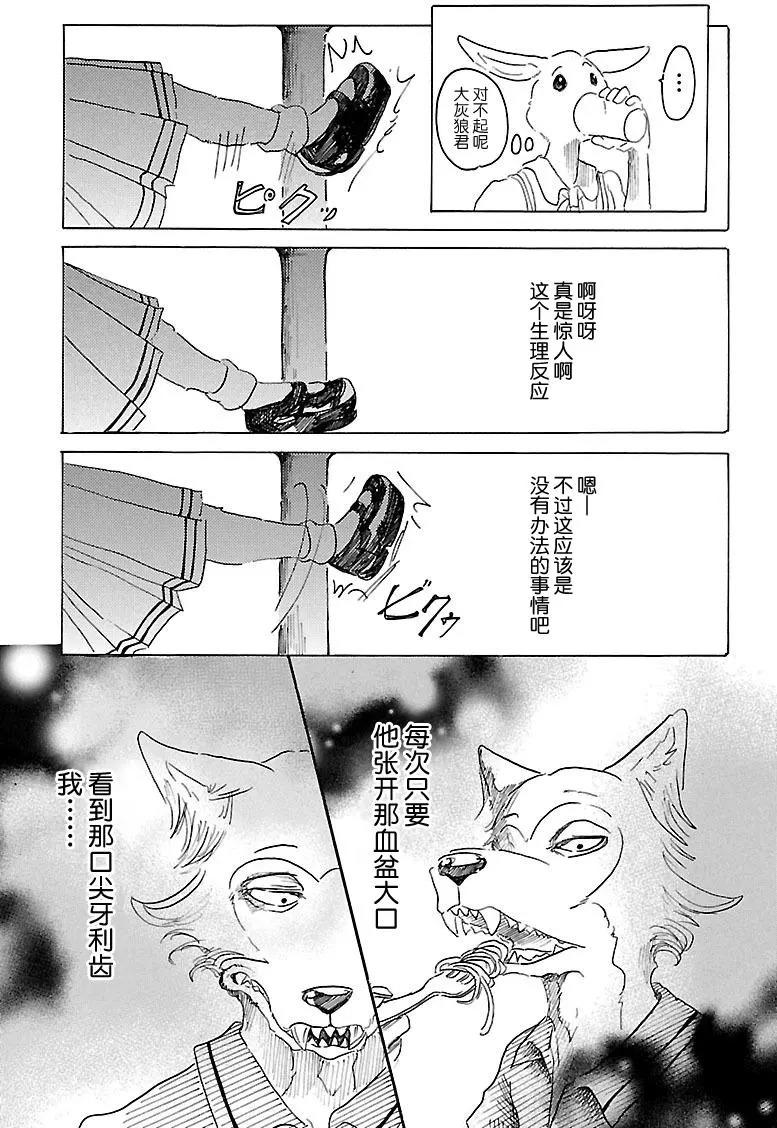 …
对不起呢
大灰狼君
ピクッ
啊呀呀
真是惊人啊
这个生理反应
嗯—
不过这应该是
没有办法的事情吧
ビクゥ
每次只要
他张开那血盆大口
看到那口尖牙利齿
我……